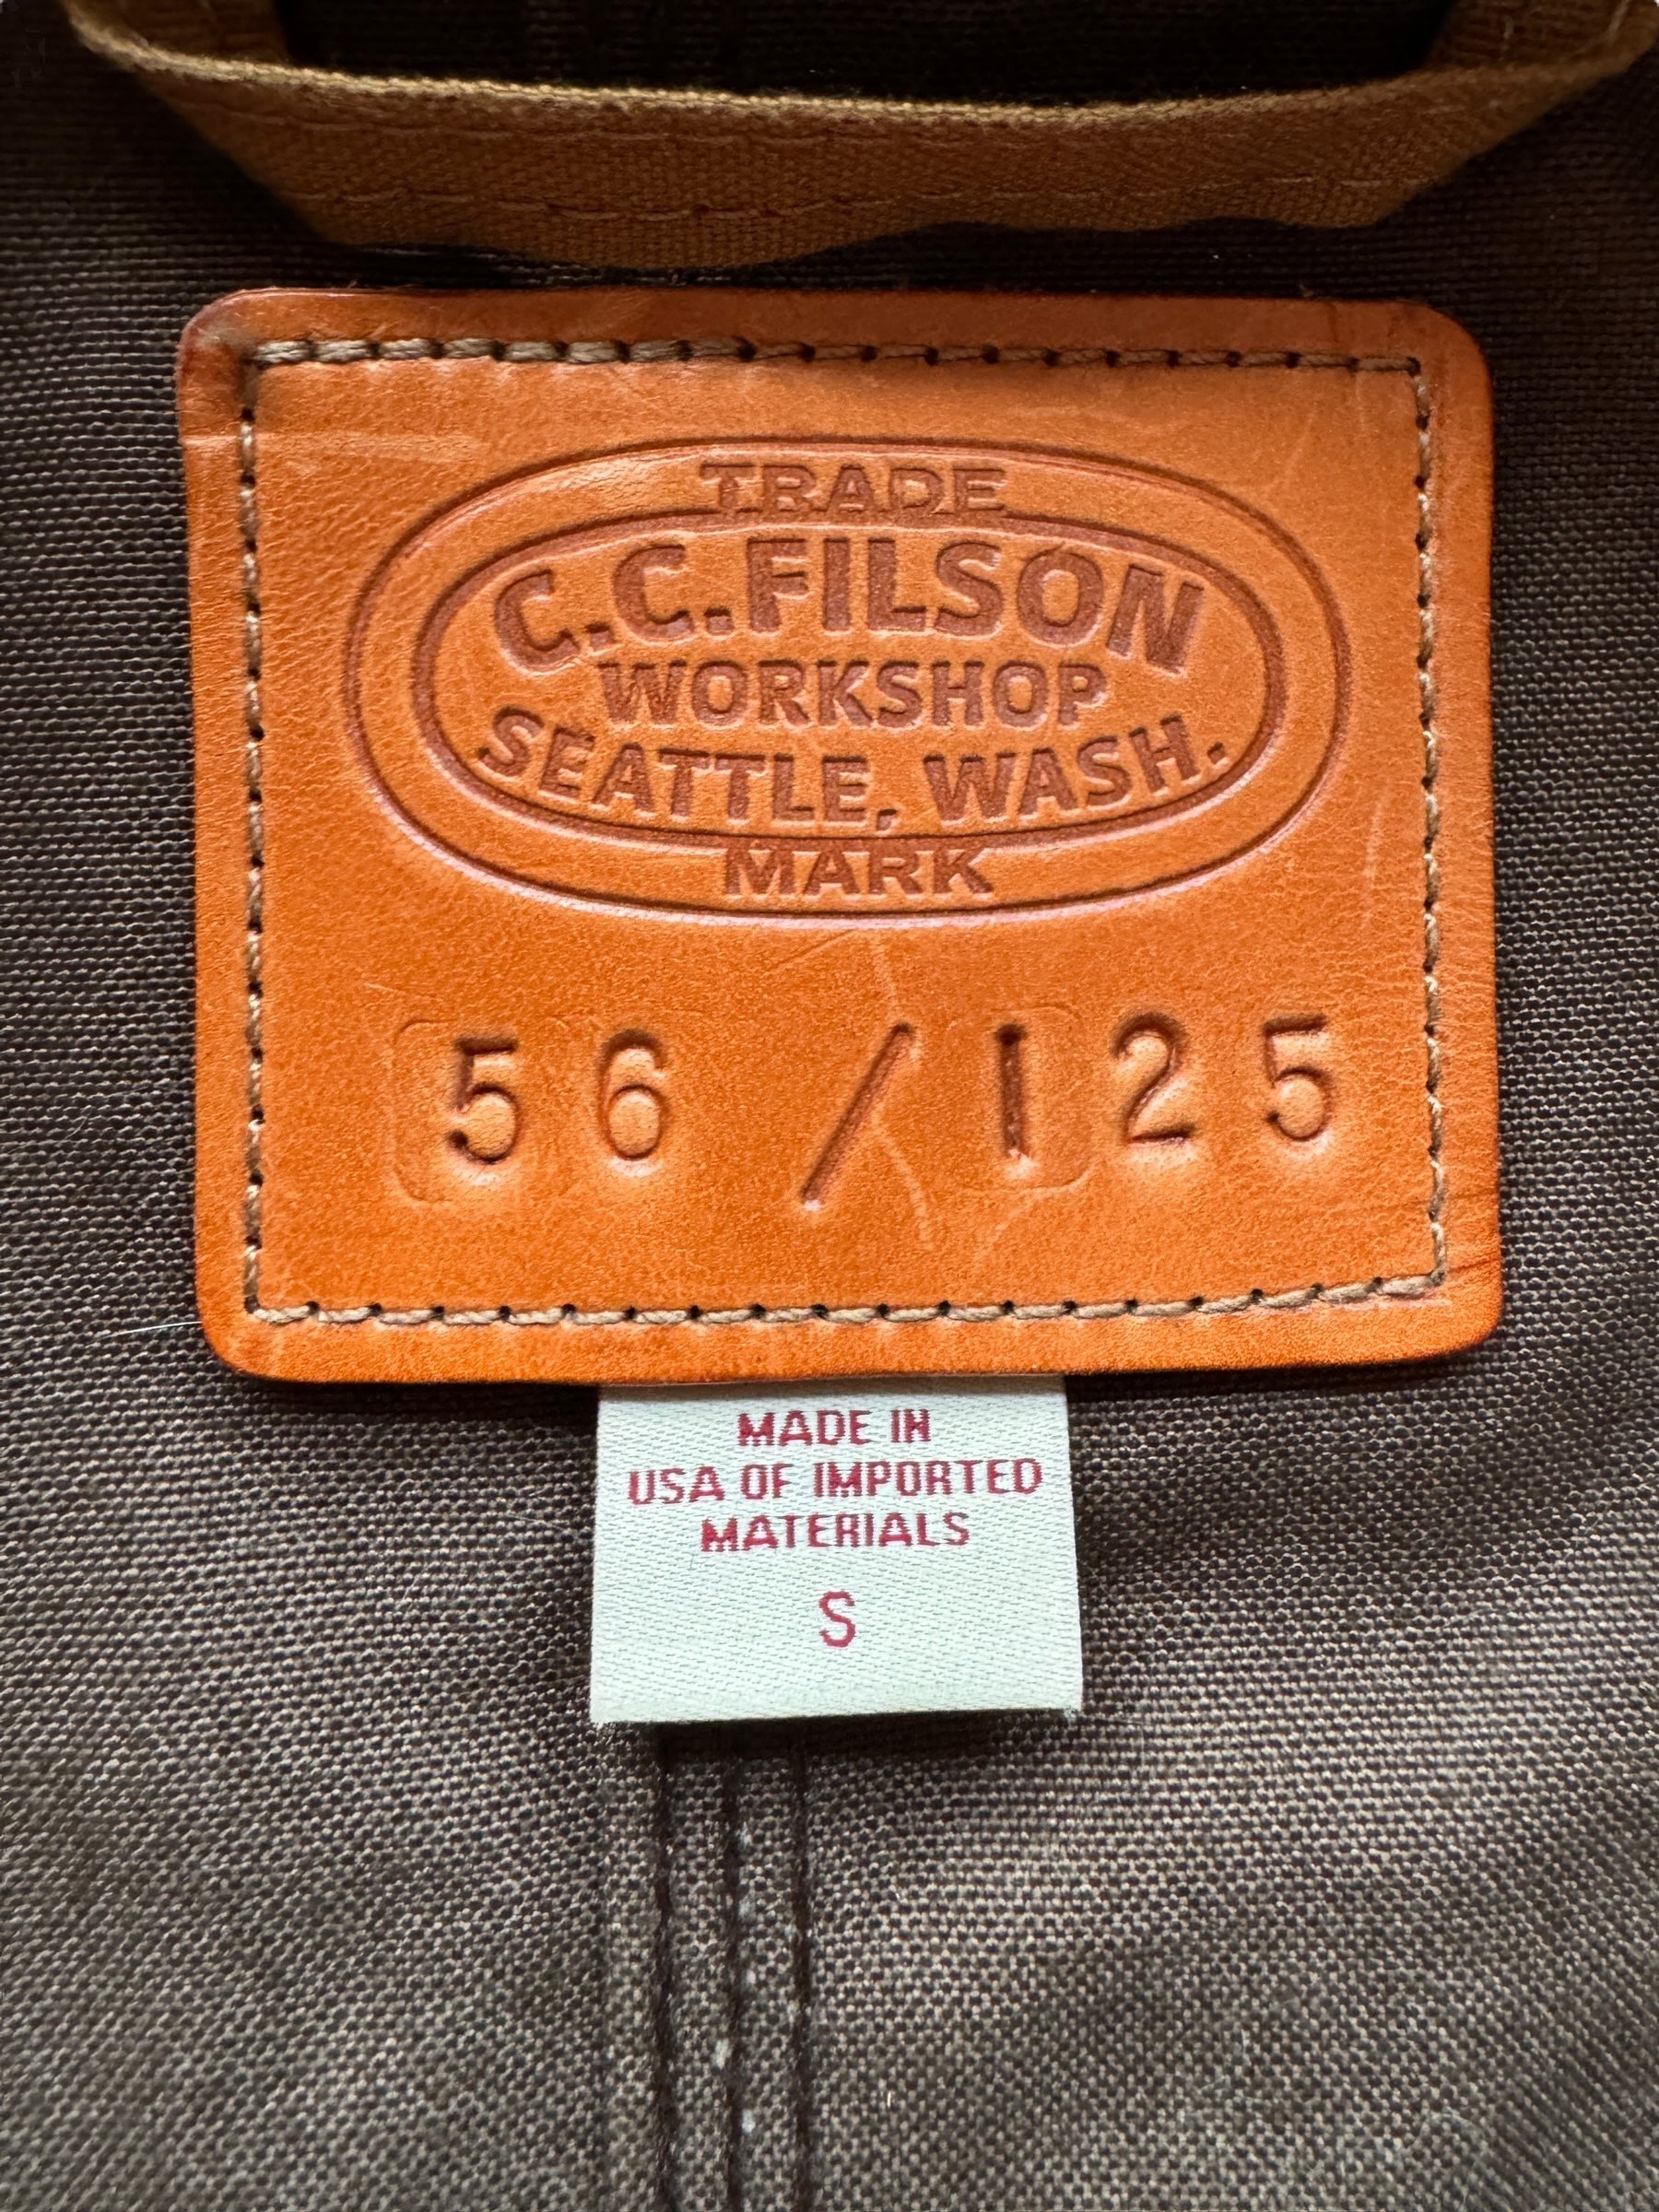 TRADE
C.C. FILSON
WORKSHOP
SEATTLE, WASH.
MARK
56 / 125
MADE IN
USA OF IMPORTED
MATERIALS
S